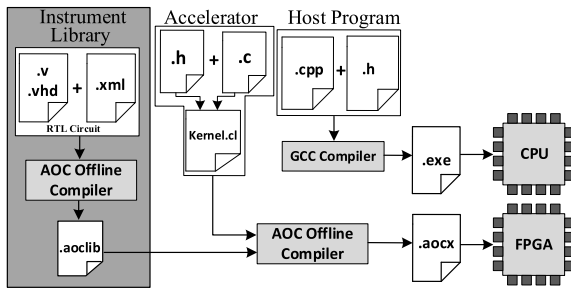 Instrument
Library
.v
.vhd
+
.xml
RTL Circuit
AOC Offline
Compiler
.aoclib
Accelerator
.h
+
.c
Kernel.cl
Host Program
.cpp
+
.h
GCC Compiler
.exe
CPU
AOC Offline
Compiler
.aocx
FPGA